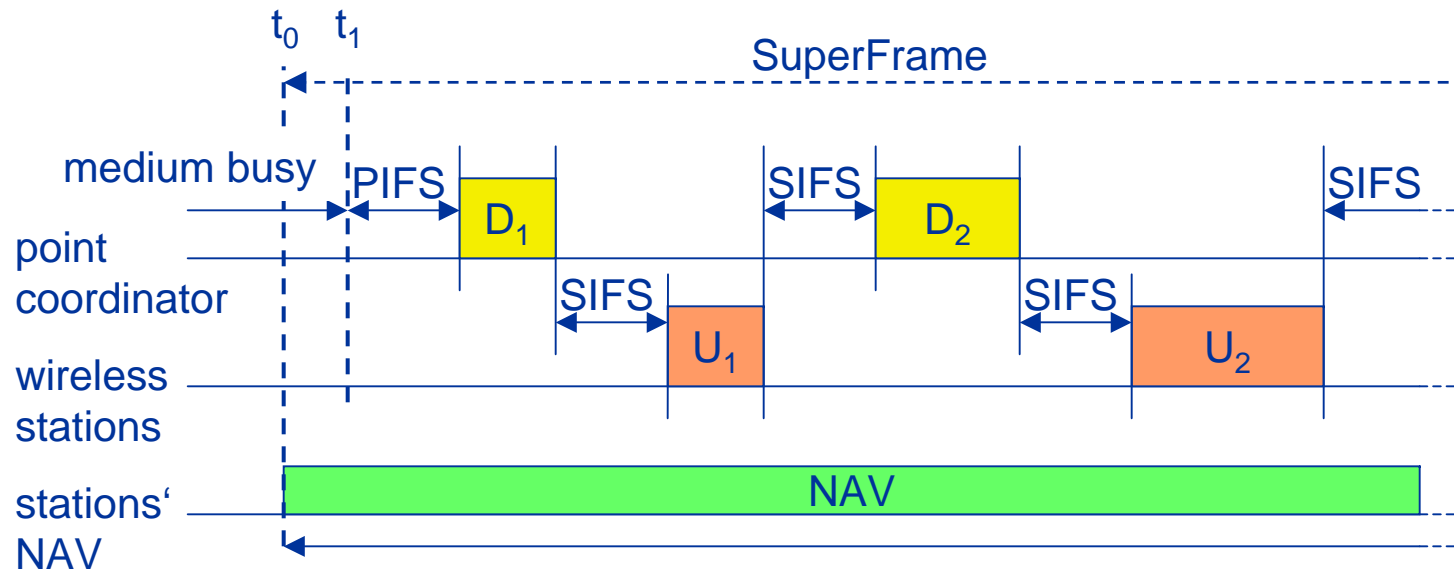 t₀ t₁
SuperFrame
medium busy
PIFS
SIFS
SIFS
D₁
D₂
point
coordinator
SIFS
SIFS
U₁
U₂
wireless
stations
stations‘
NAV
NAV